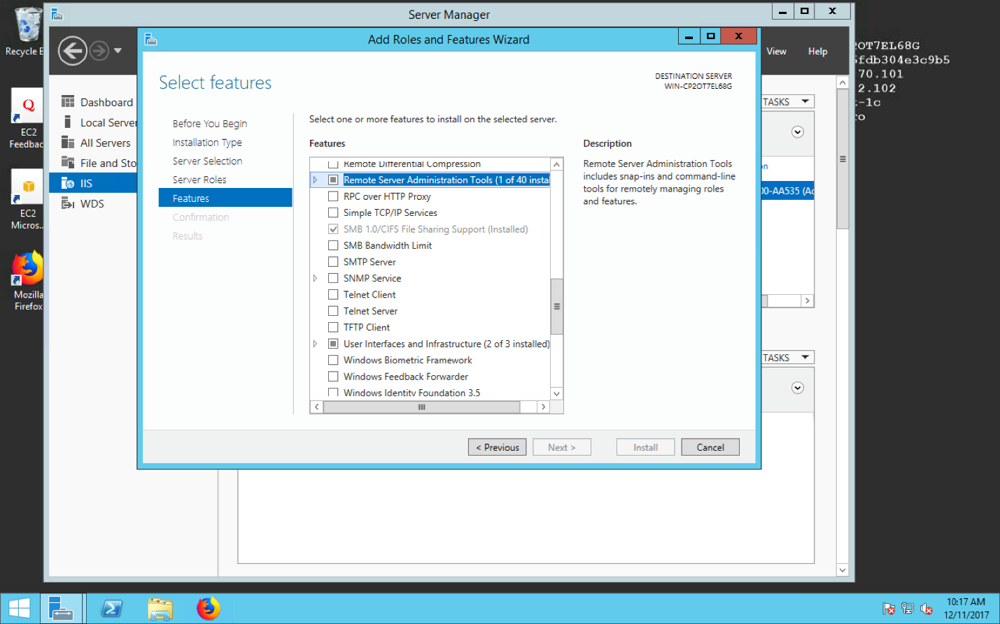 Server Manager
Recycle
Add Roles and Features Wizard
View
Help
OT7EL68G
fdb304e3c9b5
70.101
2.102
-1c
ro
Select features
DESTINATION SERVER
WIN-CP2OT7EL68G
Dashboard
Local Server
All Servers
File and Sto
IIS
WDS
EC2
Feedbac
EC2
Micros...
Mozilla
Firefox
Before You Begin
Installation Type
Server Selection
Server Roles
Features
Confirmation
Results
Select one or more features to install on the selected server.
Features
Remote Differential Compression
Remote Server Administration Tools (1 of 40 instal
RPC over HTTP Proxy
Simple TCP/IP Services
SMB 1.0/CIFS File Sharing Support (Installed)
SMB Bandwidth Limit
SMTP Server
SNMP Service
Telnet Client
Telnet Server
TFTP Client
User Interfaces and Infrastructure (2 of 3 installed)
Windows Biometric Framework
Windows Feedback Forwarder
Windows Identity Foundation 3.5
Description
Remote Server Administration Tools
includes snap-ins and command-line
tools for remotely managing roles
and features.
TASKS
on
00-AA535 (Ac
TASKS
< Previous
Next >
Install
Cancel
10:17 AM
12/11/2017